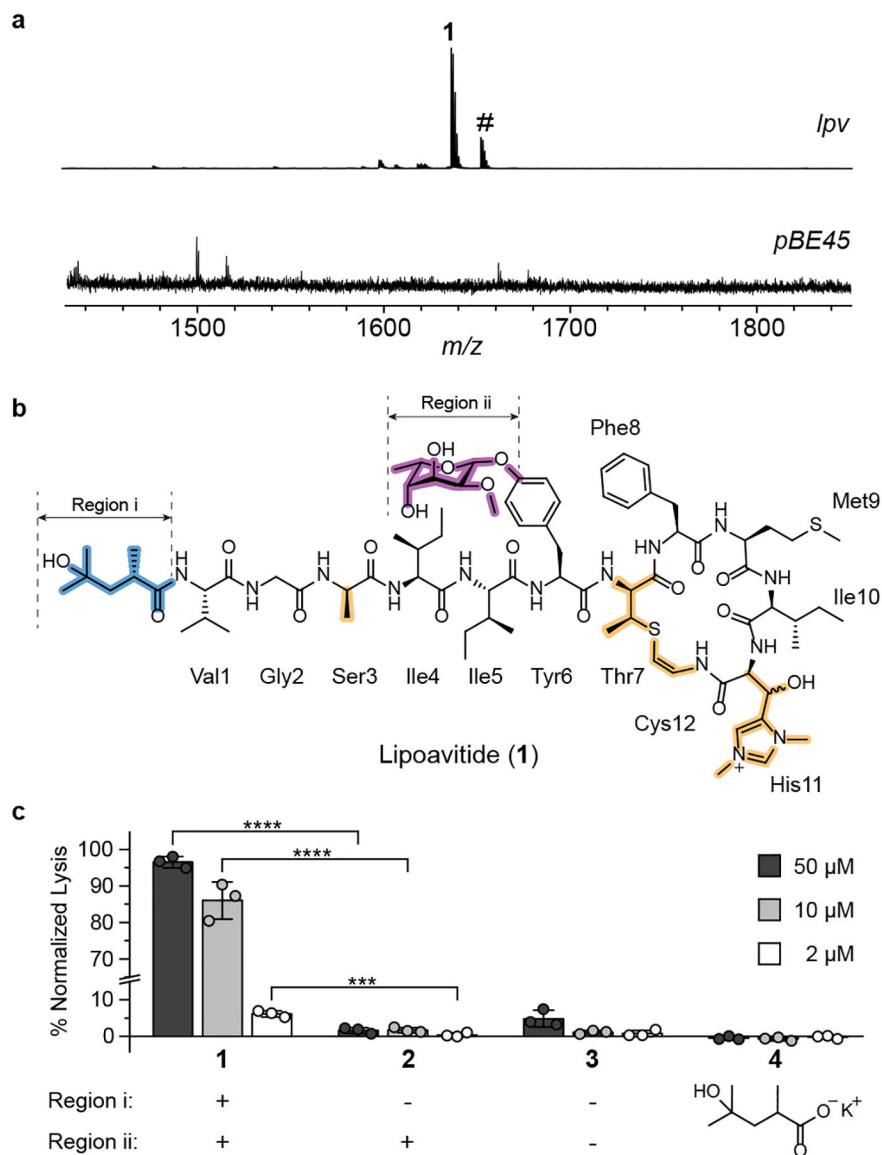 a
1
#
lpv
pBE45
1500 1600 1700 1800
m/z
b
Region ii
Phe8
OH
O
O
OH
O
Met9
Region i
S
HO
O
H
N
O
N
H
O
H
N
O
N
H
O
H
N
O
N
H
O
H
N
O
N
H
O
H
N
O
NH
O
NH
Ile10
S
N
H
O
OH
N
N
+
Val1 Gly2 Ser3 Ile4 Ile5 Tyr6 Thr7
Cys12
His11
Lipoavitide (1)
c
% Normalized Lysis
100
90
80
70
10
0
****
****
***
50 µM
10 µM
2 µM
1 2 3 4
Region i: + - -
Region ii: + + -
HO
O
O
− K+